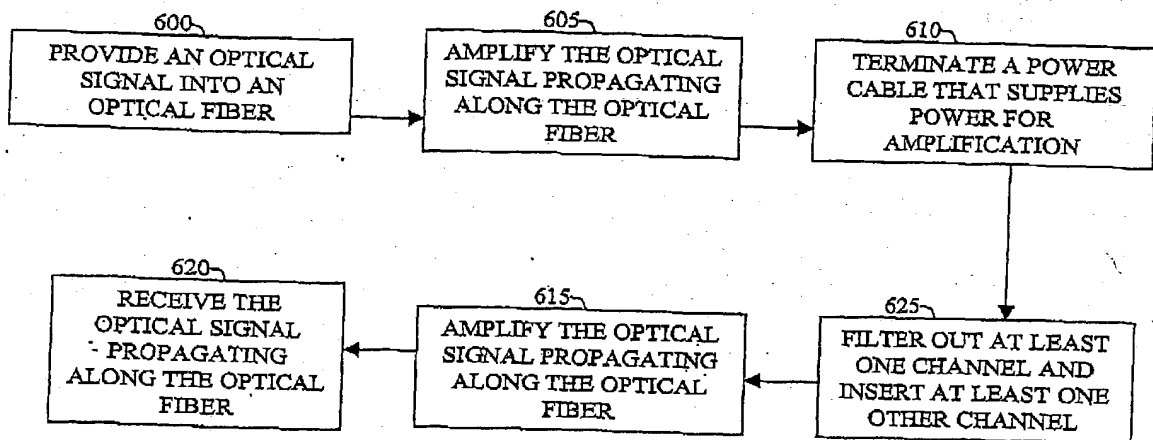 600
PROVIDE AN OPTICAL
SIGNAL INTO AN
OPTICAL FIBER
605
AMPLIFY THE OPTICAL
SIGNAL PROPAGATING
ALONG THE OPTICAL
FIBER
610
TERMINATE A POWER
CABLE THAT SUPPLIES
POWER FOR
AMPLIFICATION
620
RECEIVE THE
OPTICAL SIGNAL
PROPAGATING
ALONG THE OPTICAL
FIBER
615
AMPLIFY THE OPTICAL
SIGNAL PROPAGATING
ALONG THE OPTICAL
FIBER
625
FILTER OUT AT LEAST
ONE CHANNEL AND
INSERT AT LEAST ONE
OTHER CHANNEL